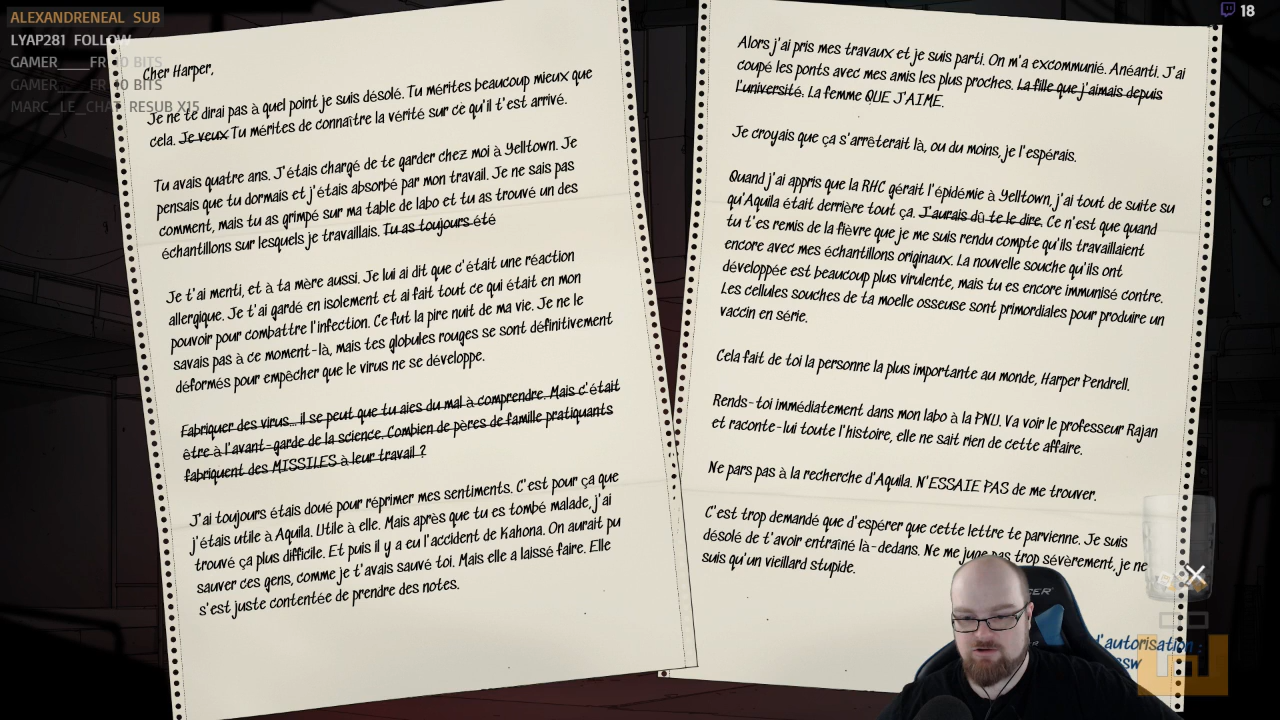 ALEXANDRENEAL SUB
LYAP281 FOLLOW
GAMER____FR 10 BITS
GAMER____FR 10 BITS
MARC_LE_CHAT RESUB X15
18
Cher Harper,
Je ne te dirai pas à quel point je suis désolé. Tu mérites beaucoup mieux que
cela. Je veux Tu mérites de connaître la vérité sur ce qu'il t'est arrivé.
Tu avais quatre ans. J'étais chargé de te garder chez moi à Yelltown. Je
pensais que tu dormais et j'étais absorbé par mon travail. Je ne sais pas
comment, mais tu as grimpé sur ma table de labo et tu as trouvé un des
échantillons sur lesquels je travaillais. Tu as toujours été
Je t'ai menti, et à ta mère aussi. Je lui ai dit que c'était une réaction
allergique. Je t'ai gardé en isolement et ai fait tout ce qui était en mon
pouvoir pour combattre l'infection. Ce fut la pire nuit de ma vie. Je ne le
savais pas à ce moment-là, mais tes globules rouges se sont définitivement
déformés pour empêcher que le virus ne se développe.
Fabriquer des virus... il se peut que tu aies du mal à comprendre. Mais c'était
être à l'avant-garde de la science. Combien de pères de famille pratiquants
fabriquent des MISSILES à leur travail ?
J'ai toujours étais doué pour réprimer mes sentiments. C'est pour ça que
j'étais utile à Aquila. Utile à elle. Mais après que tu es tombé malade, j'ai
trouvé ça plus difficile. Et puis il y a eu l'accident de Kahona. On aurait pu
sauver ces gens, comme je t'avais sauvé toi. Mais elle a laissé faire. Elle
s'est juste contentée de prendre des notes.
Alors j'ai pris mes travaux et je suis parti. On m'a excommunié. Anéanti. J'ai
coupé les ponts avec mes amis les plus proches. La fille que j'aimais depuis
l'université. La femme QUE J'AIME.
Je croyais que ça s'arrêterait là, ou du moins, je l'espérais.
Quand j'ai appris que la RHC gérait l'épidémie à Yelltown, j'ai tout de suite su
qu'Aquila était derrière tout ça. J'aurais dû te le dire. Ce n'est que quand
tu t'es remis de la fièvre que je me suis rendu compte qu'ils travaillaient
encore avec mes échantillons originaux. La nouvelle souche qu'ils ont
développée est beaucoup plus virulente, mais tu es encore immunisé contre.
Les cellules souches de ta moelle osseuse sont primordiales pour produire un
vaccin en série.
Cela fait de toi la personne la plus importante au monde, Harper Pendrell.
Rends-toi immédiatement dans mon labo à la PNU. Va voir le professeur Rajan
et raconte-lui toute l'histoire, elle ne sait rien de cette affaire.
Ne pars pas à la recherche d'Aquila. N'ESSAIE PAS de me trouver.
C'est trop demandé que d'espérer que cette lettre te parvienne. Je suis
désolé de t'avoir entraîné là-dedans. Ne me juge pas trop sévèrement, je ne
suis qu'un vieillard stupide.
d'autorisation :